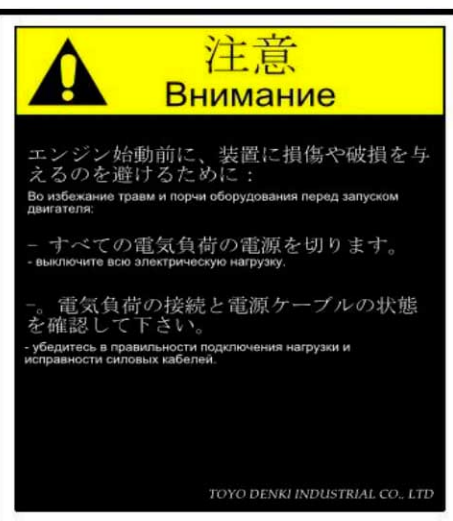 注意
Внимание
エンジン始動前に、装置に損傷や破損を与
えるのを避けるために：
Во избежание травм и порчи оборудования перед запуском
двигателя:
- すべての電気負荷の電源を切ります。
- выключите всю электрическую нагрузку.
-。電気負荷の接続と電源ケーブルの状態
を確認して下さい。
- убедитесь в правильности подключения нагрузки и
исправности силовых кабелей.
TOYO DENKI INDUSTRIAL CO., LTD